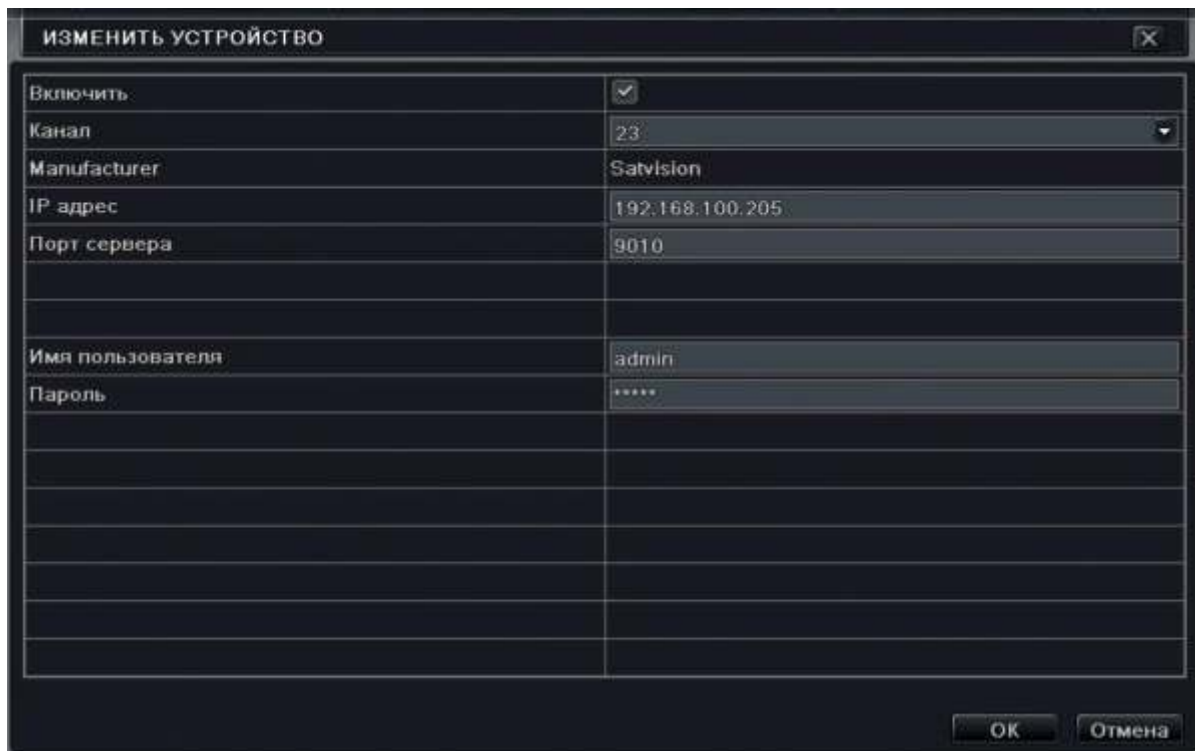 ИЗМЕНИТЬ УСТРОЙСТВО
Включить
Канал 23
Manufacturer Satvision
IP адрес 192.168.100.205
Порт сервера 9010
Имя пользователя admin
Пароль *****
OK Отмена